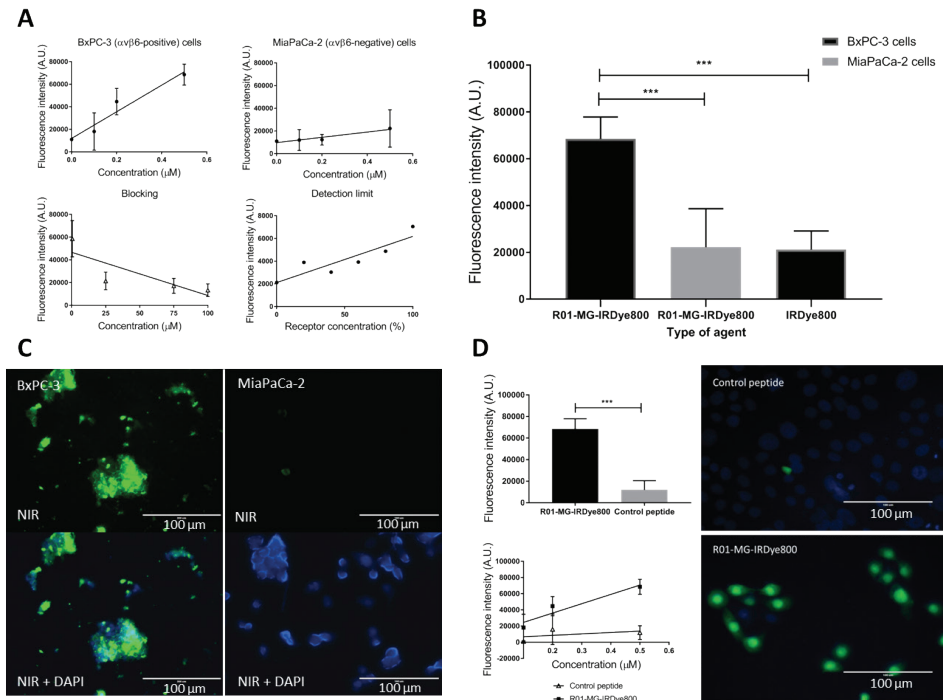 A
BxPC-3 (αvβ6-positive) cells
Fluorescence intensity (A.U.)
80000
60000
40000
20000
0
0.0 0.2 0.4 0.6
Concentration (μM)
MiaPaCa-2 (αvβ6-negative) cells
Fluorescence intensity (A.U.)
80000
60000
40000
20000
0
0.0 0.2 0.4 0.6
Concentration (μM)
Blocking
Fluorescence intensity (A.U.)
80000
60000
40000
20000
0
0 25 50 75 100
Concentration (μM)
Detection limit
Fluorescence intensity (A.U.)
8000
6000
4000
2000
0
0 50 100
Receptor concentration (%)
B
BxPC-3 cells
MiaPaCa-2 cells
Fluorescence intensity (A.U.)
100000
80000
60000
40000
20000
0
***
***
R01-MG-IRDye800 R01-MG-IRDye800 IRDye800
Type of agent
C
BxPC-3
NIR
100 μm
MiaPaCa-2
NIR
100 μm
NIR + DAPI
100 μm
NIR + DAPI
100 μm
D
Fluorescence intensity (A.U.)
100000
80000
60000
40000
20000
0
***
R01-MG-IRDye800 Control peptide
Control peptide
100 μm
Fluorescence intensity (A.U.)
100000
80000
60000
40000
20000
0
-20000
0.2 0.3 0.4 0.5 0.6
Concentration (μM)
Control peptide
R01-MG-IRDye800
R01-MG-IRDye800
100 μm